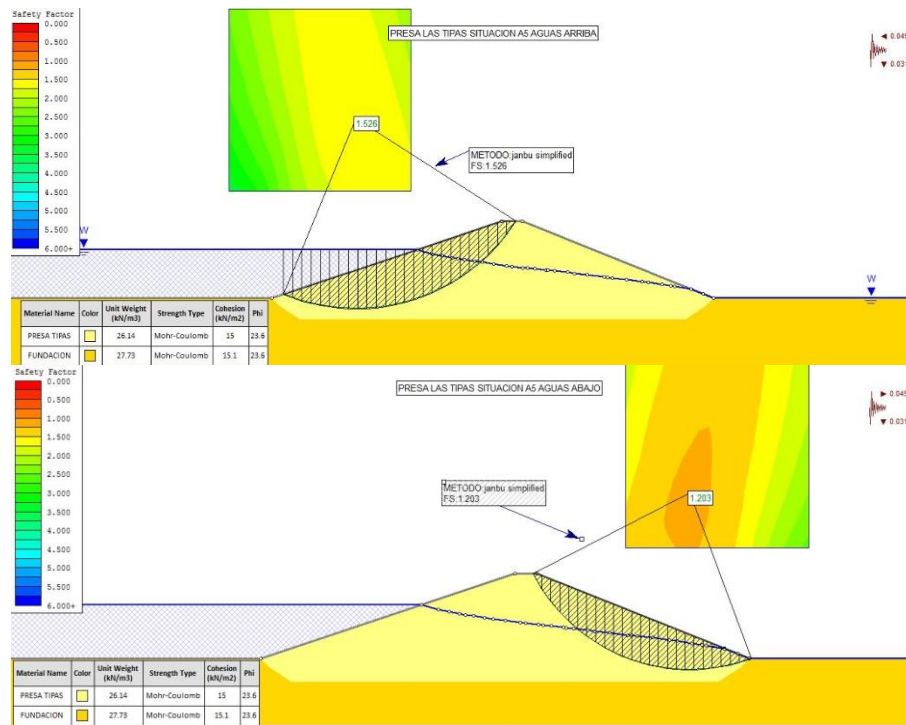 Safety Factor
0.000
0.500
1.000
1.500
2.000
2.500
3.000
3.500
4.000
4.500
5.000
5.500
6.000+
PRESA LAS TIPAS SITUACION A5 AGUAS ARRIBA
1.526
METODO:janbu simplified
FS:1.526
W
W
Material Name Color Unit Weight (kN/m3) Strength Type Cohesion (kN/m2) Phi
PRESA TIPAS 26.14 Mohr-Coulomb 15 23.6
FUNDACION 27.73 Mohr-Coulomb 15.1 23.6
Safety Factor
0.000
0.500
1.000
1.500
2.000
2.500
3.000
3.500
4.000
4.500
5.000
5.500
6.000+
PRESA LAS TIPAS SITUACION A5 AGUAS ABAJO
METODO:janbu simplified
FS:1.203
1.203
W
Material Name Color Unit Weight (kN/m3) Strength Type Cohesion (kN/m2) Phi
PRESA TIPAS 26.14 Mohr-Coulomb 15 23.6
FUNDACION 27.73 Mohr-Coulomb 15.1 23.6